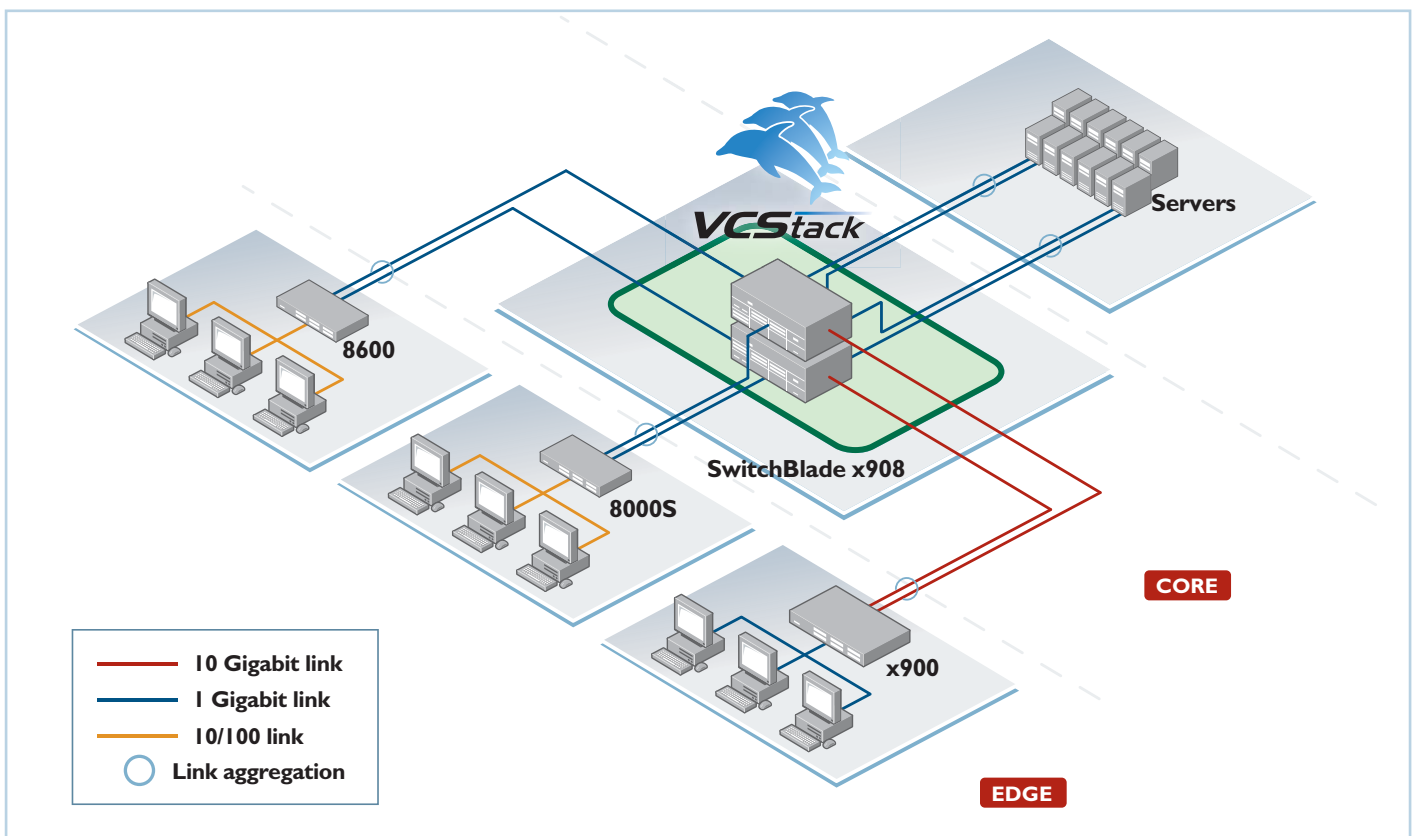 Servers
VCStack
8600
SwitchBlade x908
8000S
CORE
x900
10 Gigabit link
1 Gigabit link
10/100 link
Link aggregation
EDGE